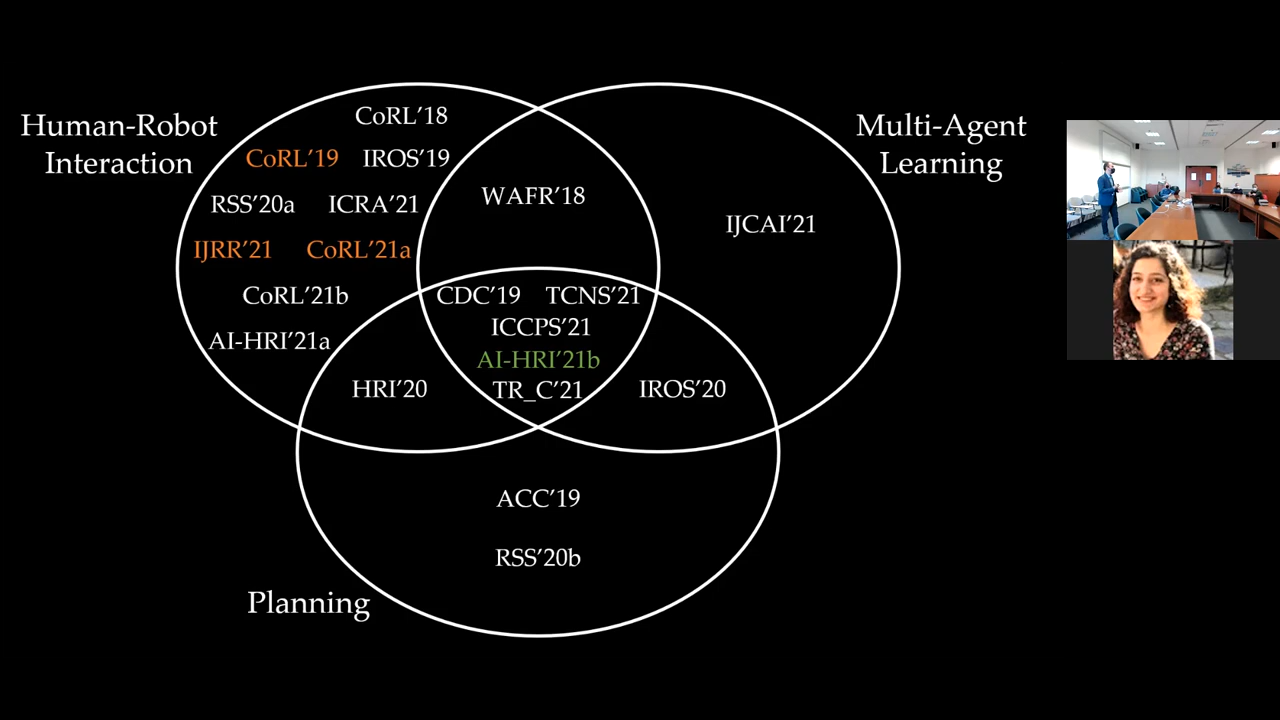 Human-Robot
Interaction
Multi-Agent
Learning
Planning
CoRL'18
CoRL'19 IROS'19
RSS'20a ICRA'21
IJRR'21 CoRL'21a
CoRL'21b
AI-HRI'21a
WAFR'18
IJCAI'21
CDC'19 TCNS'21
ICCPS'21
AI-HRI'21b
TR_C'21
HRI'20
IROS'20
ACC'19
RSS'20b